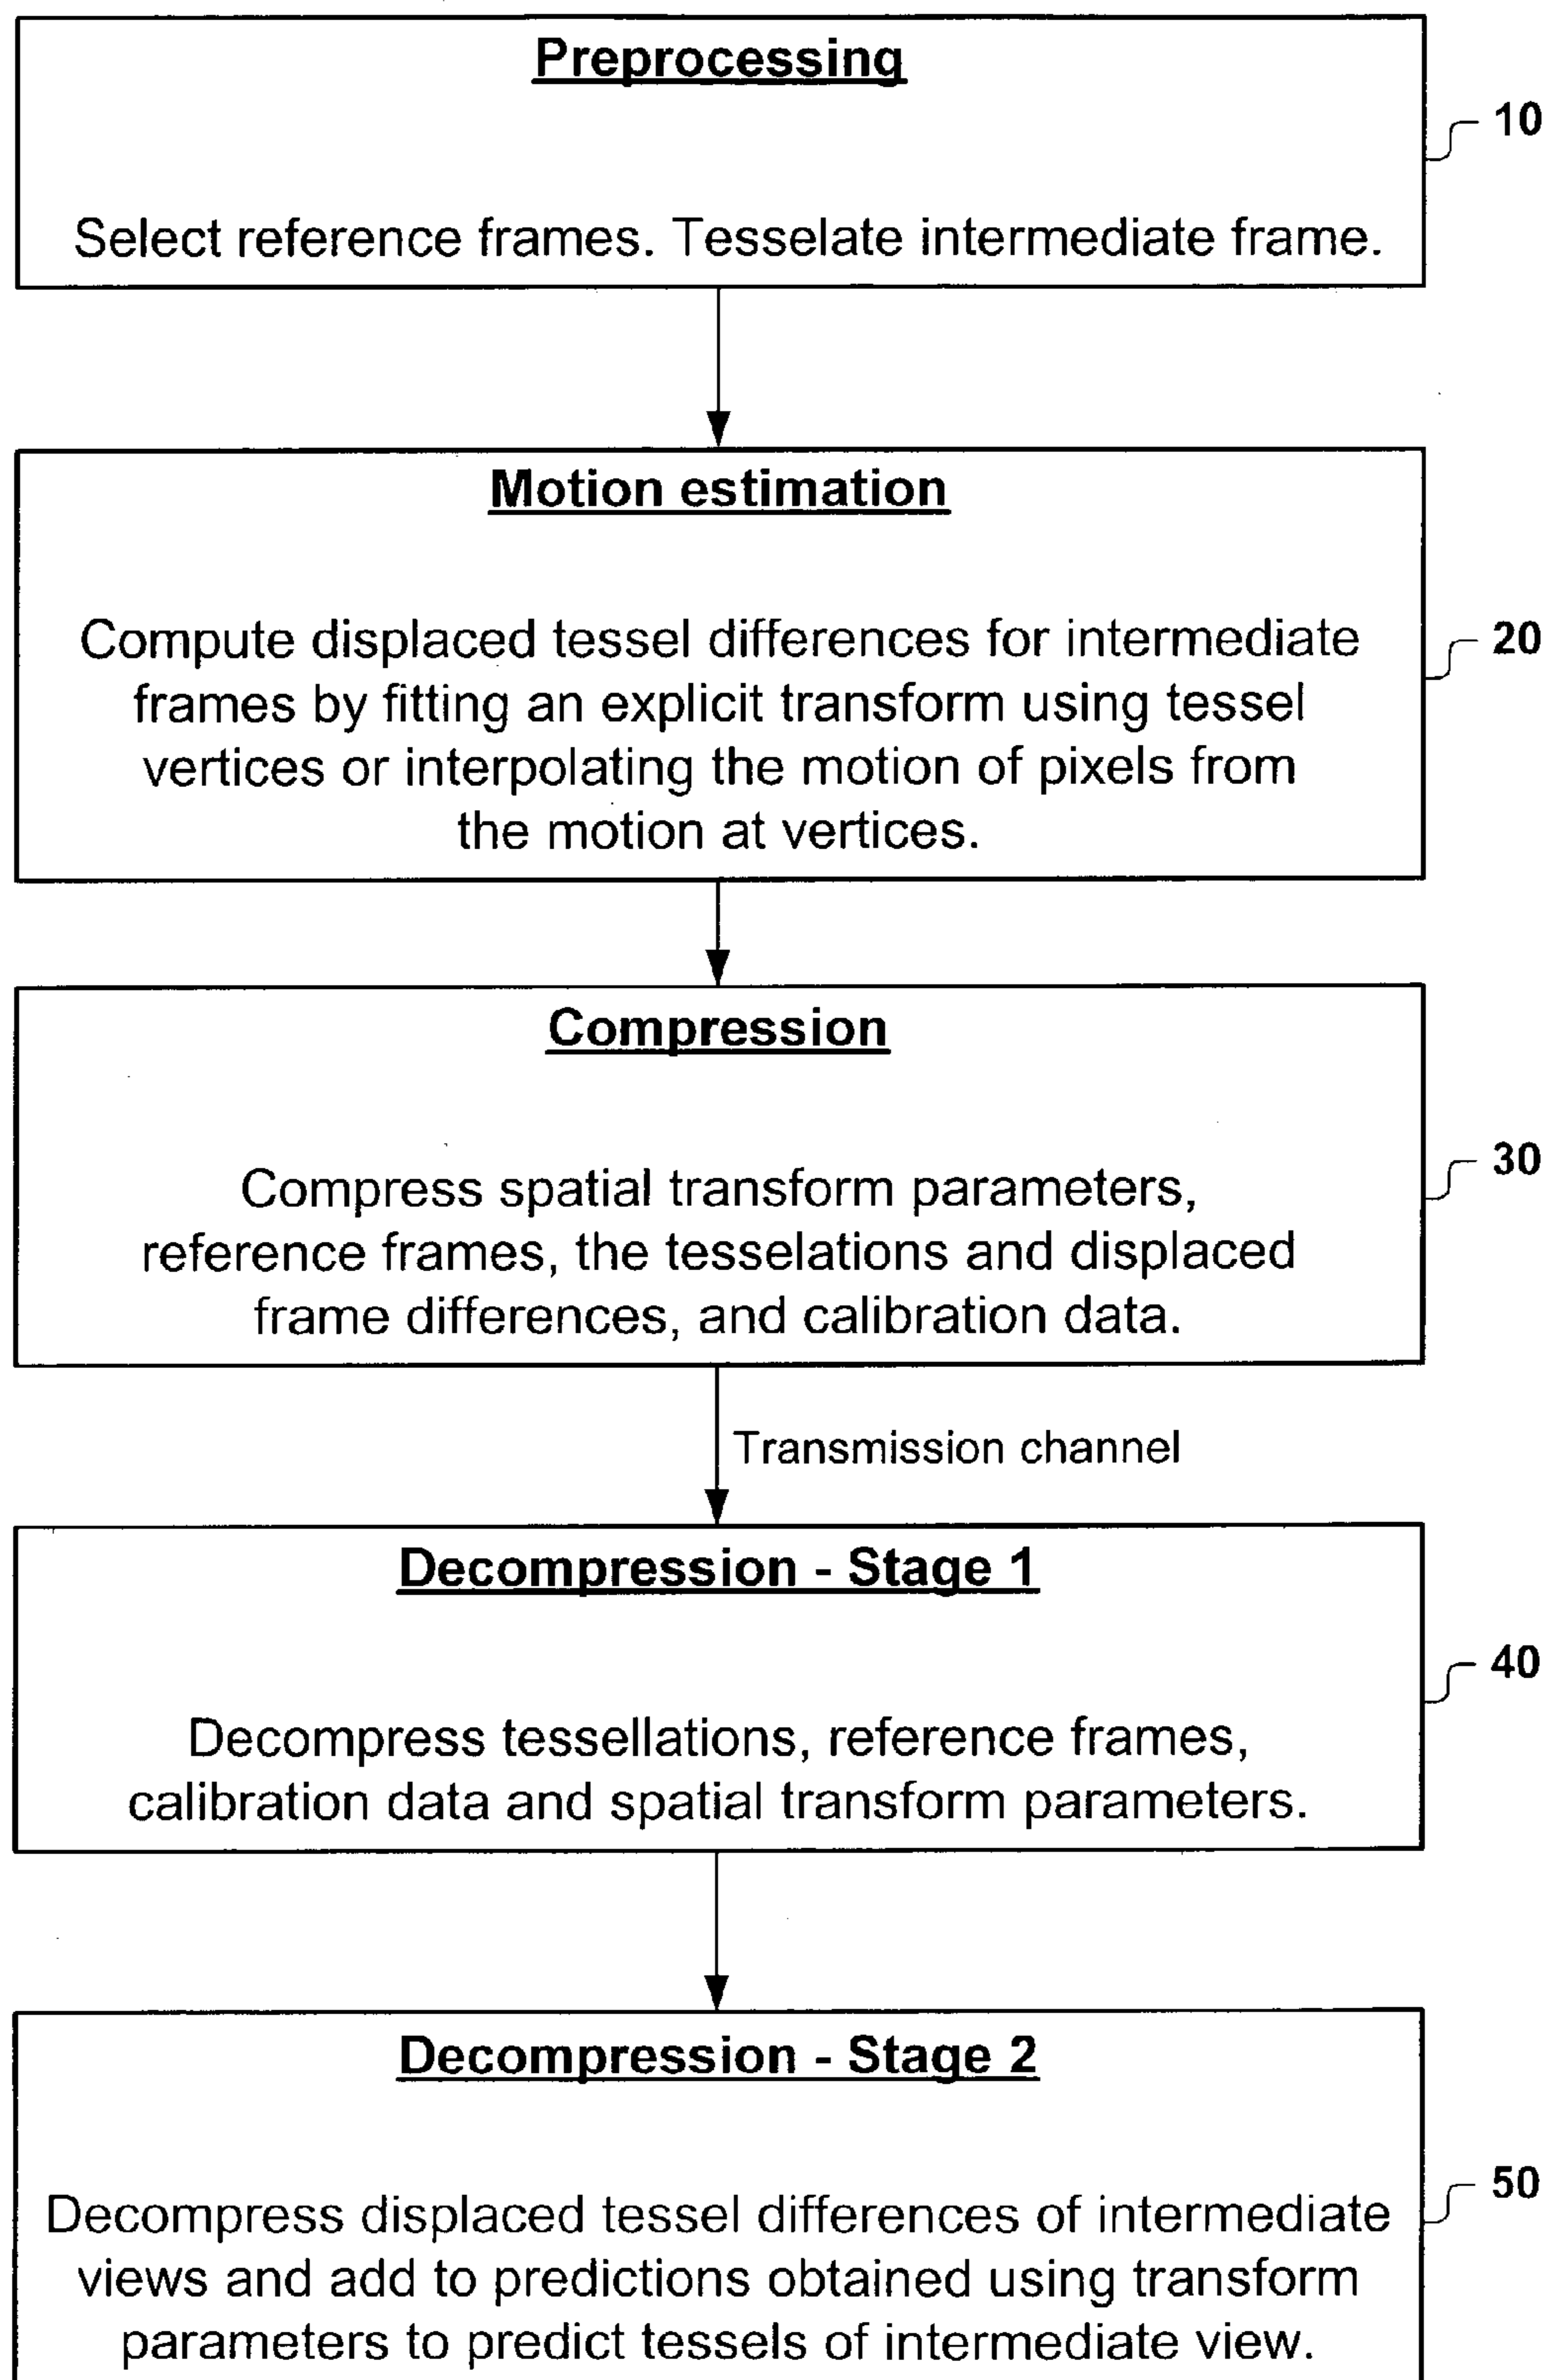 Preprocessing
10
Select reference frames. Tesselate intermediate frame.
Motion estimation
Compute displaced tessel differences for intermediate
20
frames by fitting an explicit transform using tessel
vertices or interpolating the motion of pixels from
the motion at vertices.
Compression
30
Compress spatial transform parameters,
reference frames, the tesselations and displaced
frame differences, and calibration data.
Transmission channel
Decompression - Stage 1
40
Decompress tessellations, reference frames,
calibration data and spatial transform parameters.
Decompression - Stage 2
50
Decompress displaced tessel differences of intermediate
views and add to predictions obtained using transform
parameters to predict tessels of intermediate view.